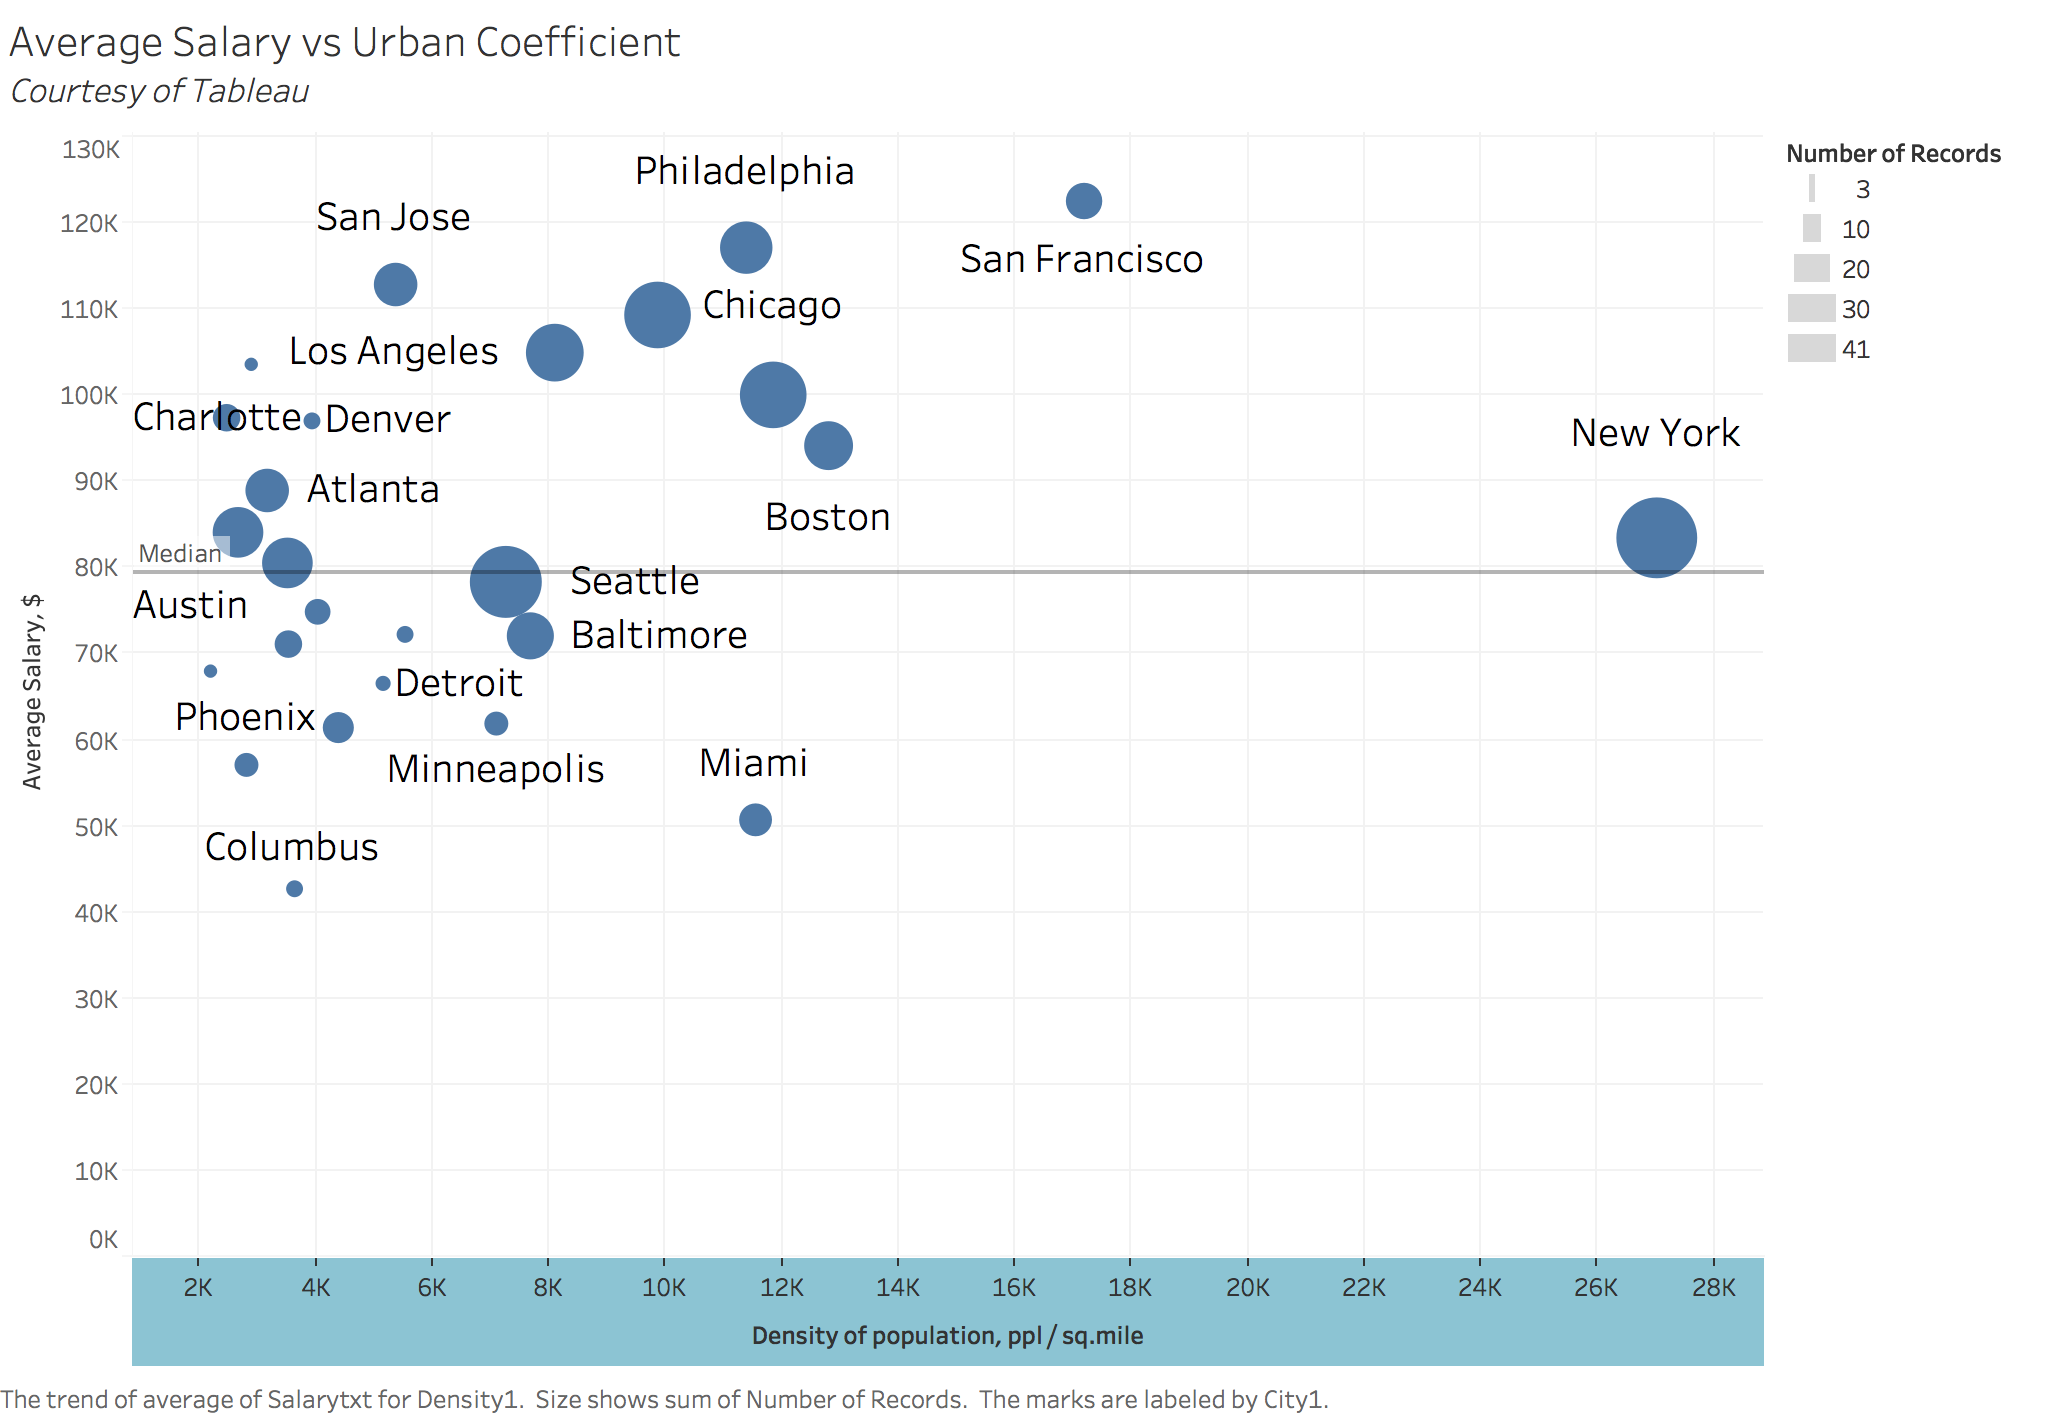 Average Salary vs Urban Coefficient
Courtesy of Tableau
130K
120K
110K
100K
90K
80K
70K
60K
50K
40K
30K
20K
10K
0K
Average Salary, $
Philadelphia
San Jose
San Francisco
Chicago
Los Angeles
Charlotte
Denver
New York
Atlanta
Boston
Median
Seattle
Austin
Baltimore
Detroit
Phoenix
Minneapolis
Miami
Columbus
2K 4K 6K 8K 10K 12K 14K 16K 18K 20K 22K 24K 26K 28K
Density of population, ppl / sq.mile
Number of Records
3
10
20
30
41
The trend of average of Salarytxt for Density1. Size shows sum of Number of Records. The marks are labeled by City1.